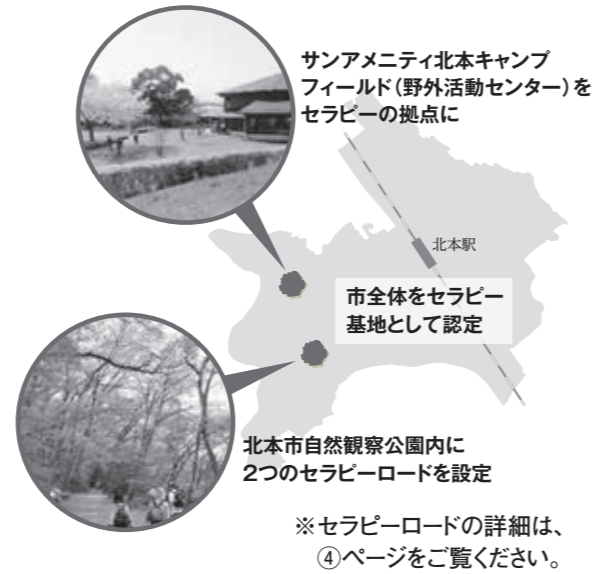 サンアメニティ北本キャンプ
フィールド（野外活動センター）を
セラピーの拠点に
北本駅
市全体をセラピー
基地として認定
北本市自然観察公園内に
2つのセラピーロードを設定
※セラピーロードの詳細は、
④ページをご覧ください。